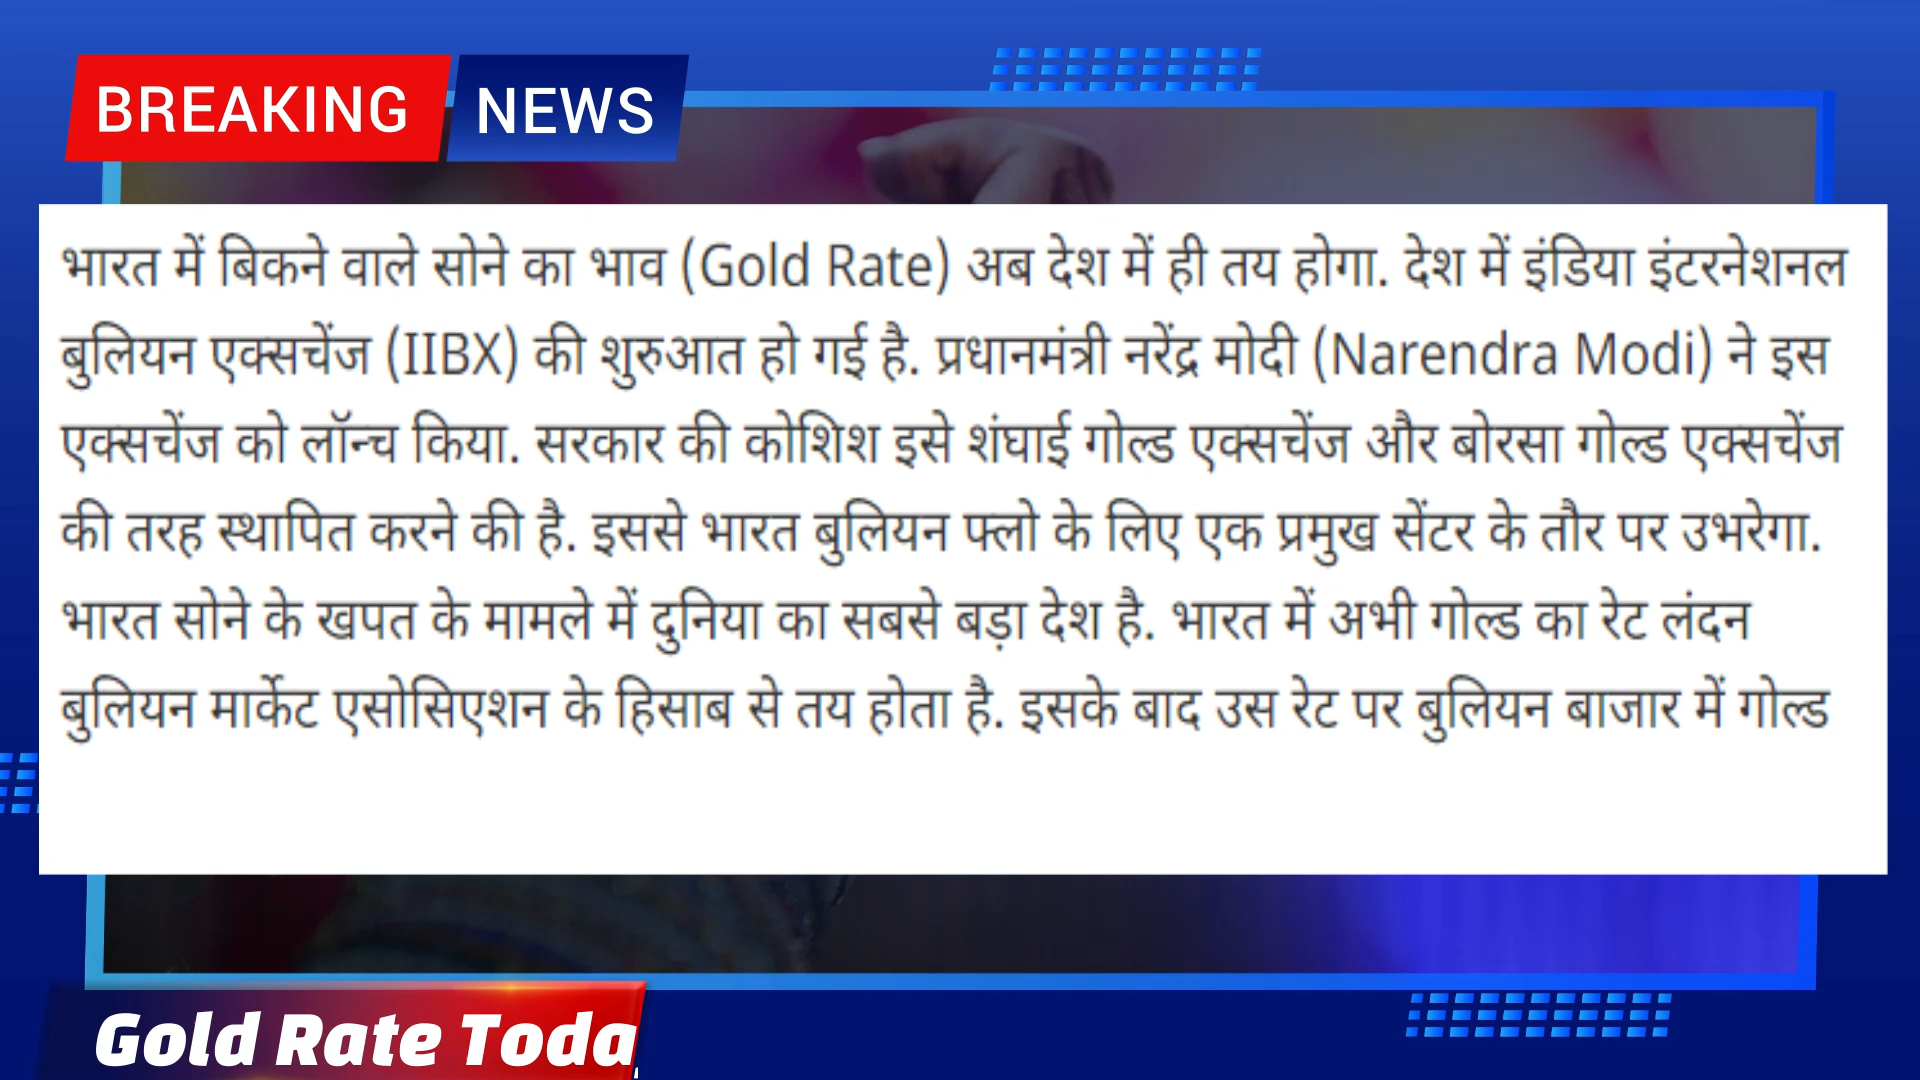 BREAKING NEWS
भारत में बिकने वाले सोने का भाव (Gold Rate) अब देश में ही तय होगा. देश में इंडिया इंटरनेशनल
बुलियन एक्सचेंज (IIBX) की शुरुआत हो गई है. प्रधानमंत्री नरेंद्र मोदी (Narendra Modi) ने इस
एक्सचेंज को लॉन्च किया. सरकार की कोशिश इसे शंघाई गोल्ड एक्सचेंज और बोरसा गोल्ड एक्सचेंज
की तरह स्थापित करने की है. इससे भारत बुलियन फ्लो के लिए एक प्रमुख सेंटर के तौर पर उभरेगा.
भारत सोने के खपत के मामले में दुनिया का सबसे बड़ा देश है. भारत में अभी गोल्ड का रेट लंदन
बुलियन मार्केट एसोसिएशन के हिसाब से तय होता है. इसके बाद उस रेट पर बुलियन बाजार में गोल्ड
Gold Rate Toda